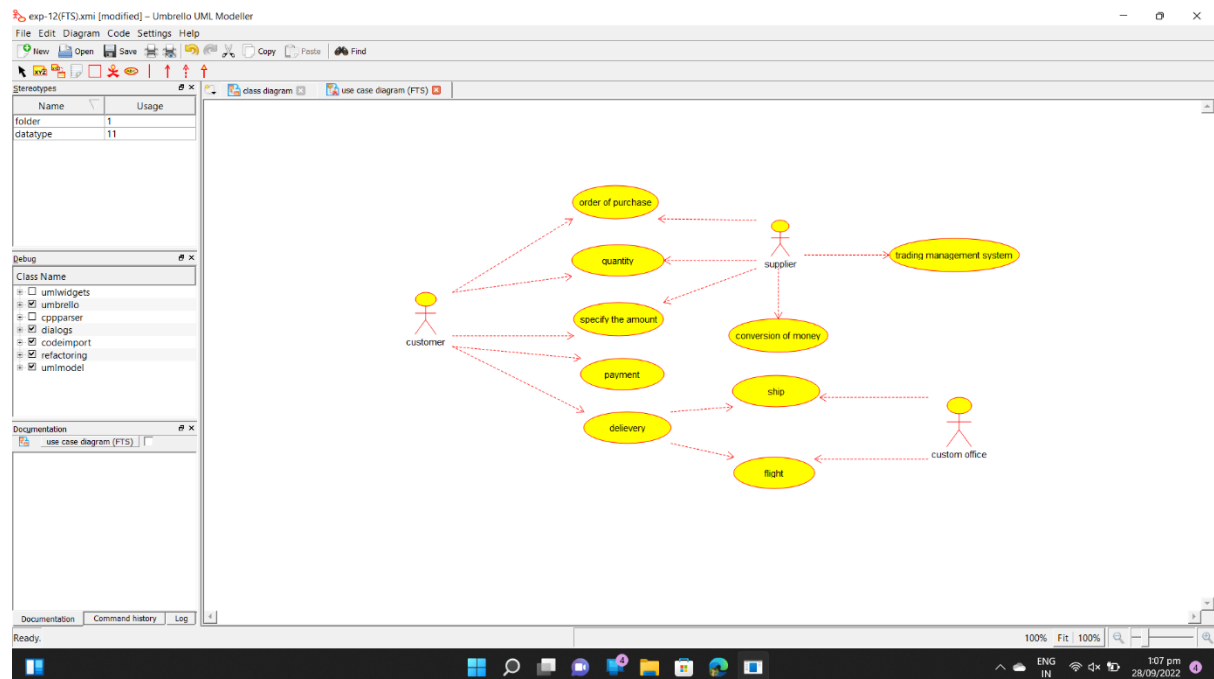 exp-12(FTS).xmi [modified] – Umbrello UML Modeller
File Edit Diagram Code Settings Help
New Open Save Copy Paste Find
XYZ
Stereotypes
class diagram
use case diagram (FTS)
Name Usage
folder 1
datatype 11
Debug
Class Name
umlwidgets
umbrello
cppparser
dialogs
codeimport
refactoring
umlmodel
Documentation
use case diagram (FTS)
order of purchase
quantity
supplier
trading management system
specify the amount
customer
conversion of money
payment
ship
delievery
custom office
flight
Documentation Command history Log
Ready.
100% Fit 100%
4
ENG
IN
1:07 pm
28/09/2022
4